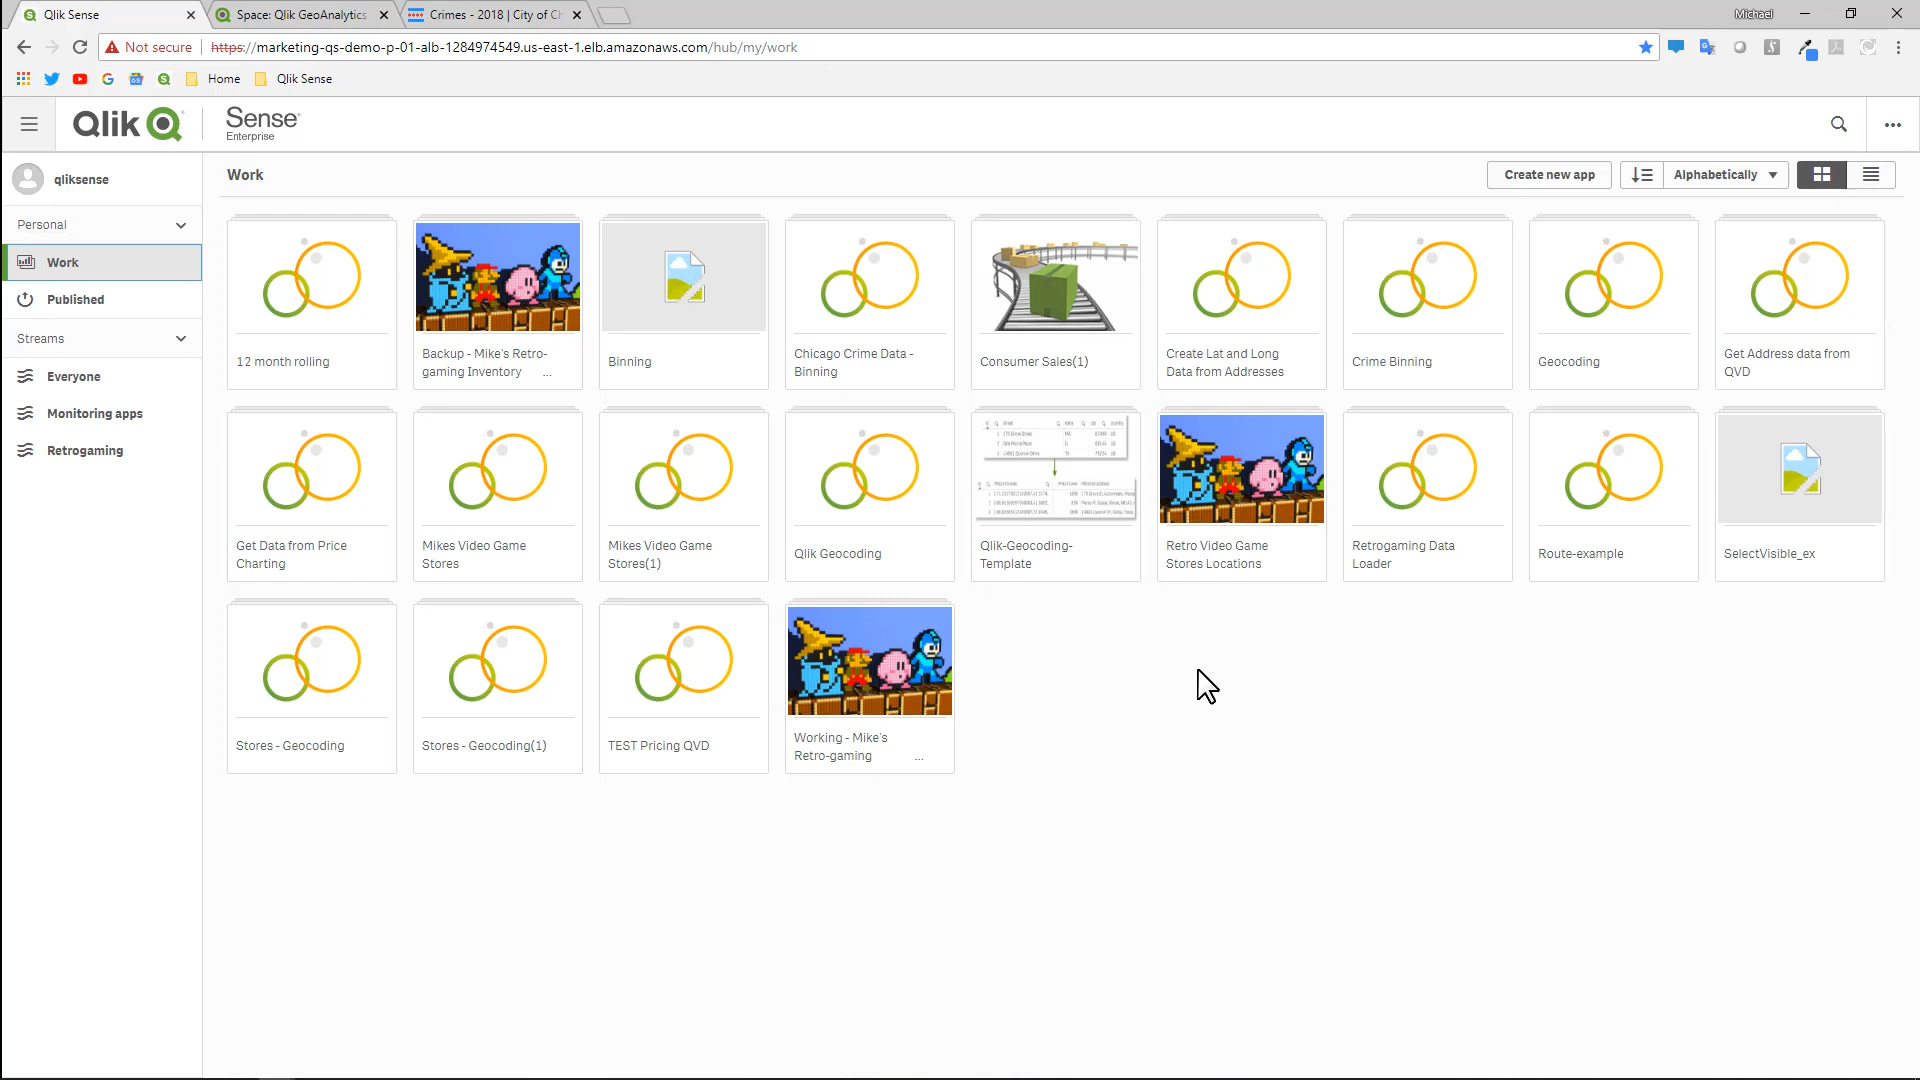 Qlik Sense
Space: Qlik GeoAnalytics
Crimes - 2018 | City of Ch
Michael
Not secure
https://marketing-qs-demo-p-01-alb-1284974549.us-east-1.elb.amazonaws.com/hub/my/work
Home
Qlik Sense
Qlik
Sense
Enterprise
qliksense
Work
Create new app
Alphabetically
Personal
Work
Published
Streams
Everyone
Monitoring apps
Retrogaming
12 month rolling
Backup - Mike's Retro-
gaming Inventory ...
Binning
Chicago Crime Data -
Binning
Consumer Sales(1)
Create Lat and Long
Data from Addresses
Crime Binning
Geocoding
Get Address data from
QVD
Get Data from Price
Charting
Mikes Video Game
Stores
Mikes Video Game
Stores(1)
Qlik Geocoding
Qlik-Geocoding-
Template
Retro Video Game
Stores Locations
Retrogaming Data
Loader
Route-example
SelectVisible_ex
Stores - Geocoding
Stores - Geocoding(1)
TEST Pricing QVD
Working - Mike's
Retro-gaming ...